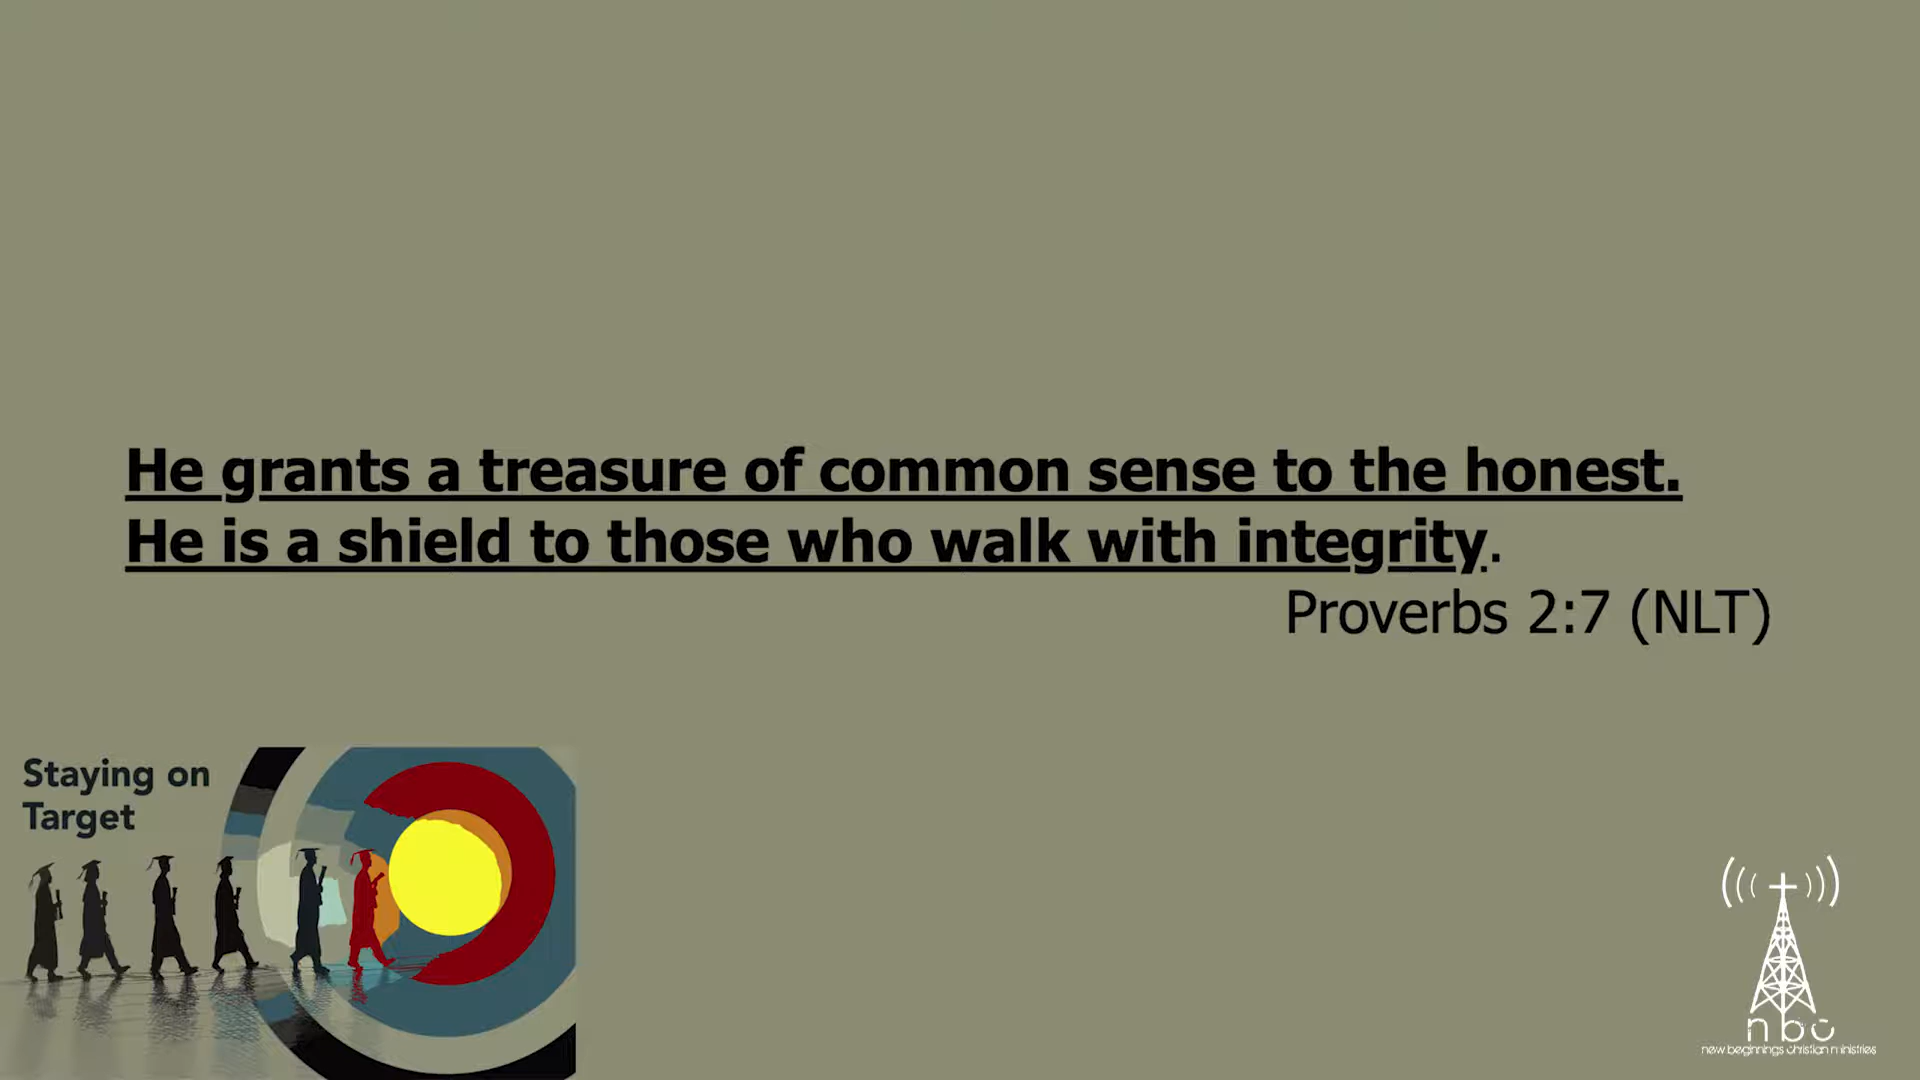 He grants a treasure of common sense to the honest.
He is a shield to those who walk with integrity.
Proverbs 2:7 (NLT)
Staying on
Target
nbc
new beginnings christian ministries